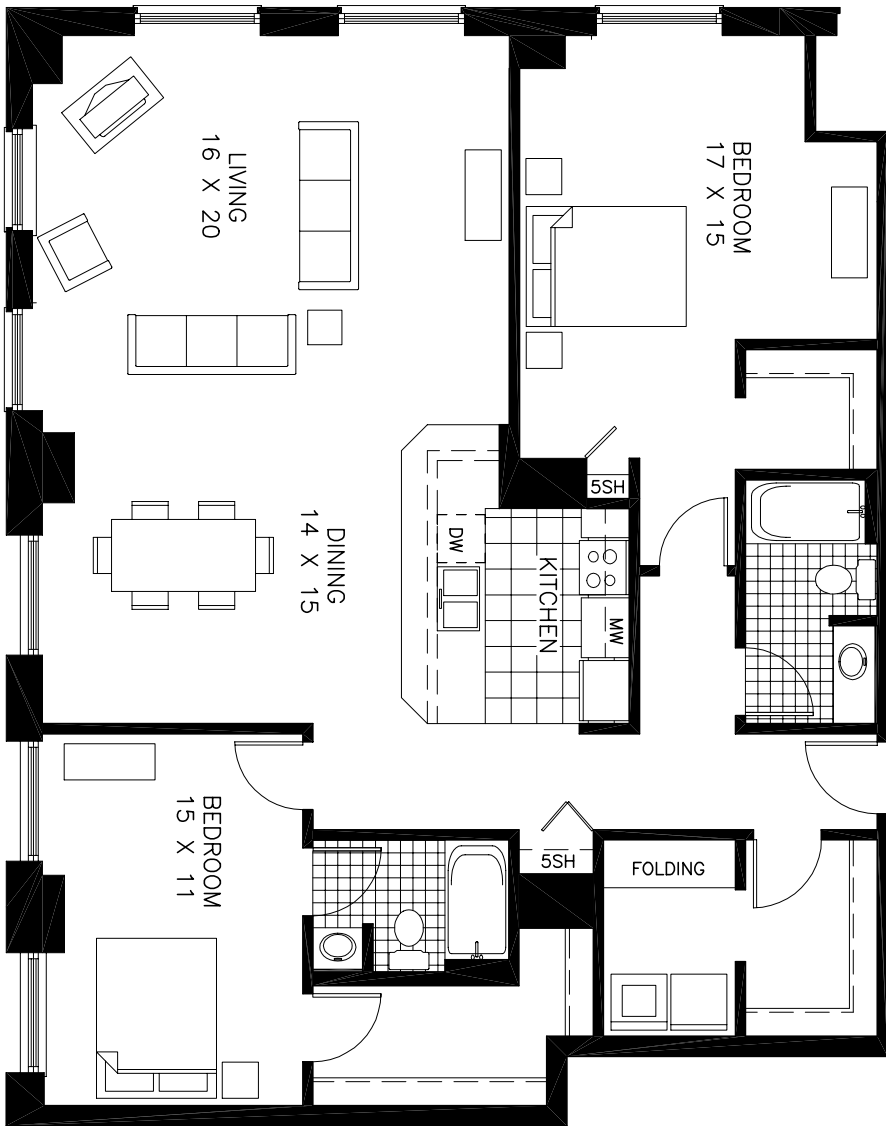 BEDROOM
17 X 15
LIVING
16 X 20
5SH
DINING
14 X 15
DW
KITCHEN
MW
BEDROOM
15 X 11
5SH
FOLDING